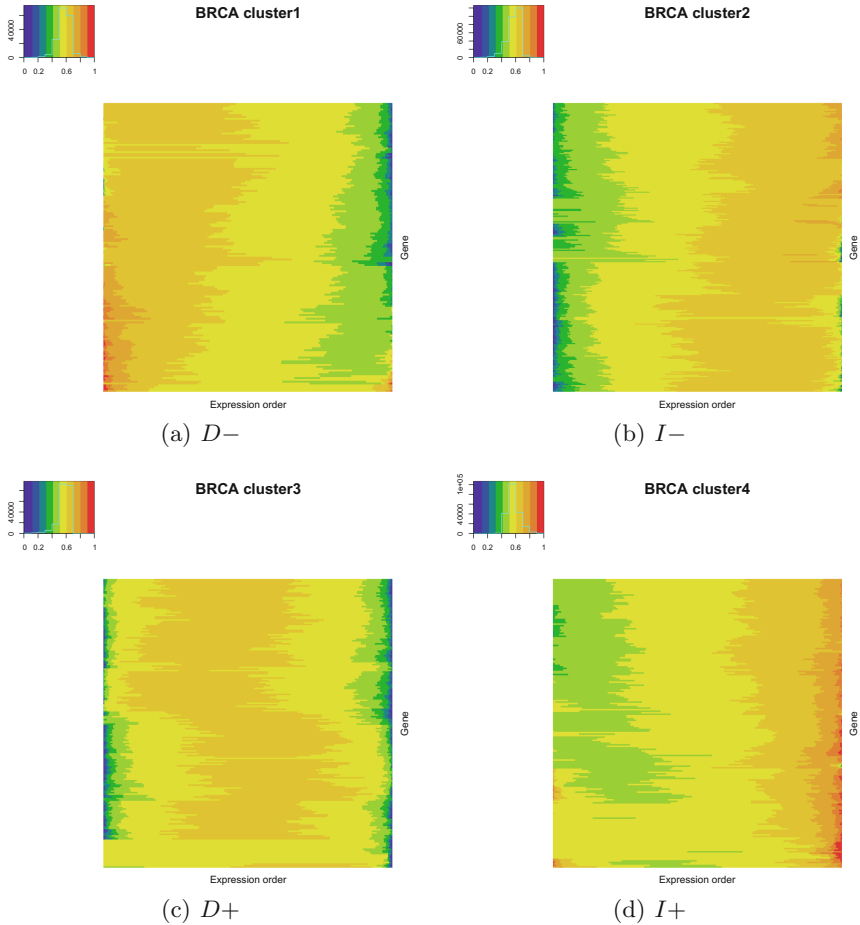 BRCA cluster1
0 40000
0 0.2 0.6 1
Gene
Expression order
(a) D−
BRCA cluster2
0 20000 60000
0 0.2 0.6 1
Gene
Expression order
(b) I−
BRCA cluster3
0 40000
0 0.2 0.6 1
Gene
Expression order
(c) D+
BRCA cluster4
0 40000 1e+05
0 0.2 0.6 1
Gene
Expression order
(d) I+